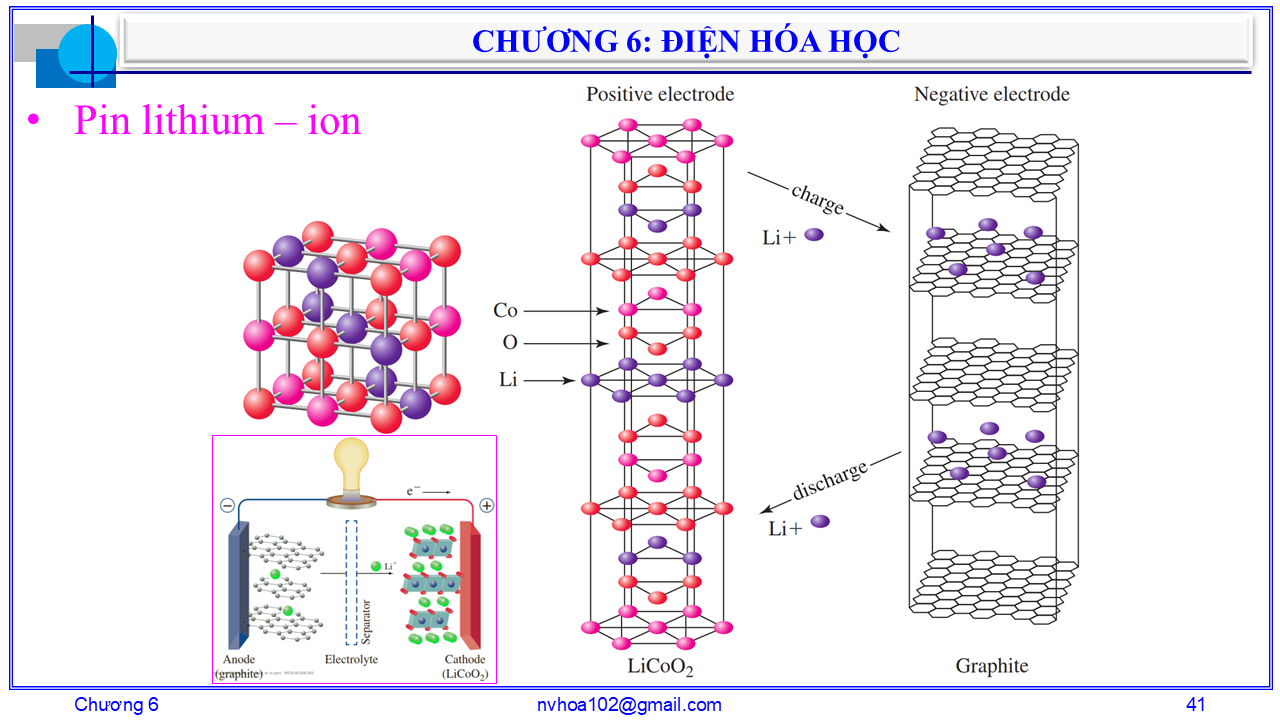 CHƯƠNG 6: ĐIỆN HÓA HỌC
• Pin lithium – ion
Positive electrode
Negative electrode
charge
Li+
Co
O
Li
discharge
Li+
LiCoO₂
Graphite
e⁻
−
+
Li⁺
Separator
Anode
(graphite)
Electrolyte
Cathode
(LiCoO₂)
Chương 6
nvhoa102@gmail.com
41